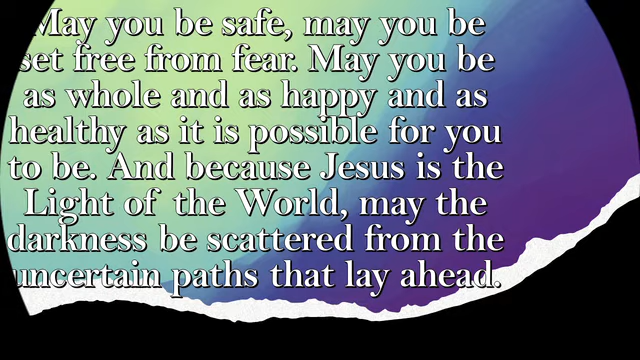 May you be safe, may you be
set free from fear. May you be
as whole and as happy and as
healthy as it is possible for you
to be. And because Jesus is the
Light of the World, may the
darkness be scattered from the
uncertain paths that lay ahead.